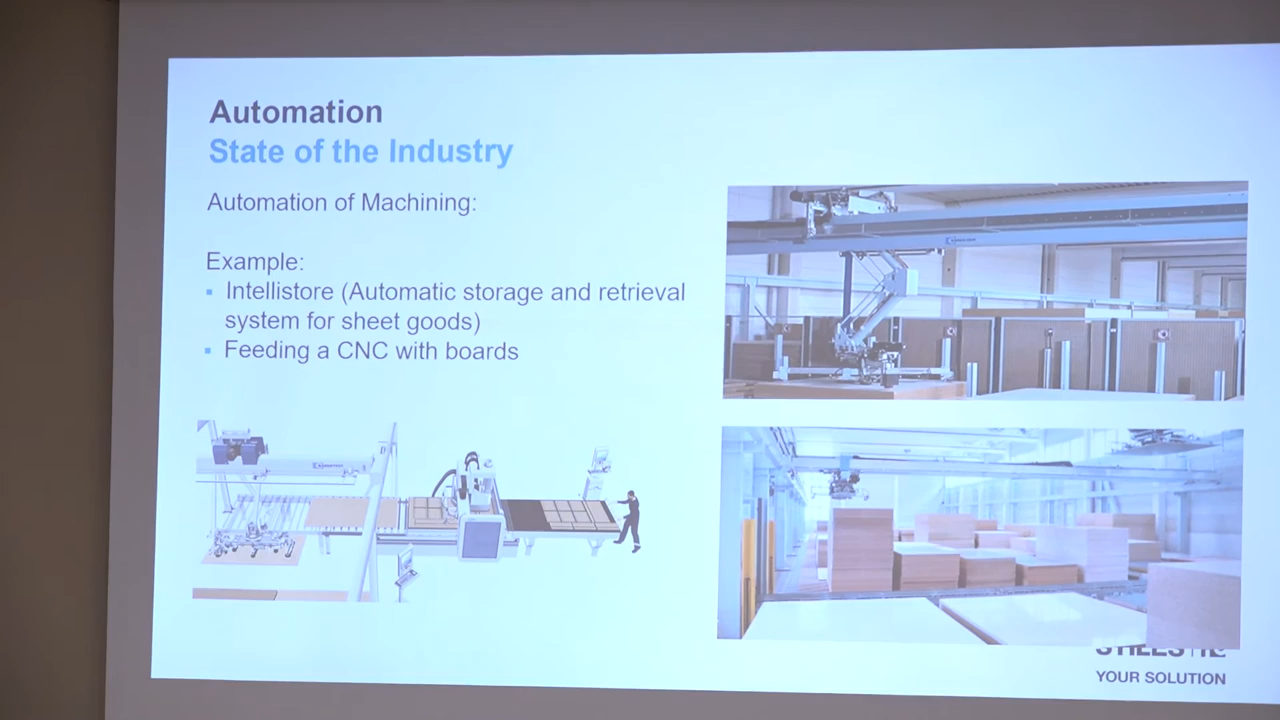 Automation
State of the Industry
Automation of Machining:
Example:
▪ Intellistore (Automatic storage and retrieval
system for sheet goods)
▪ Feeding a CNC with boards
YOUR SOLUTION